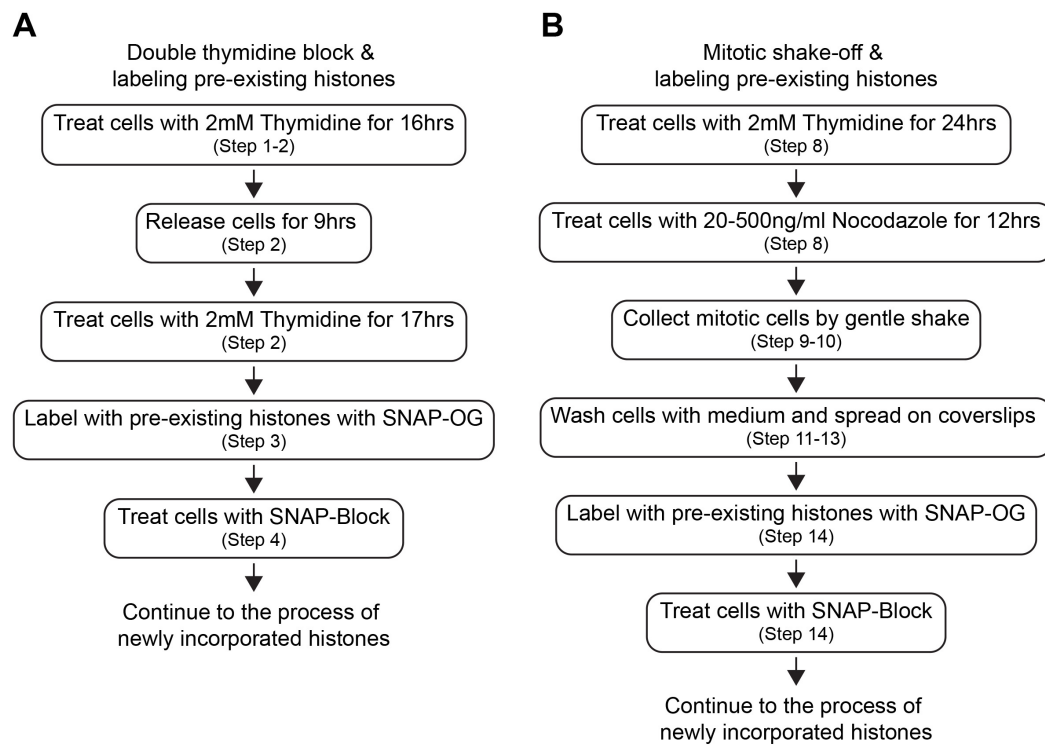 A
Double thymidine block &
labeling pre-existing histones
Treat cells with 2mM Thymidine for 16hrs
(Step 1-2)
Release cells for 9hrs
(Step 2)
Treat cells with 2mM Thymidine for 17hrs
(Step 2)
Label with pre-existing histones with SNAP-OG
(Step 3)
Treat cells with SNAP-Block
(Step 4)
Continue to the process of
newly incorporated histones
B
Mitotic shake-off &
labeling pre-existing histones
Treat cells with 2mM Thymidine for 24hrs
(Step 8)
Treat cells with 20-500ng/ml Nocodazole for 12hrs
(Step 8)
Collect mitotic cells by gentle shake
(Step 9-10)
Wash cells with medium and spread on coverslips
(Step 11-13)
Label with pre-existing histones with SNAP-OG
(Step 14)
Treat cells with SNAP-Block
(Step 14)
Continue to the process of
newly incorporated histones